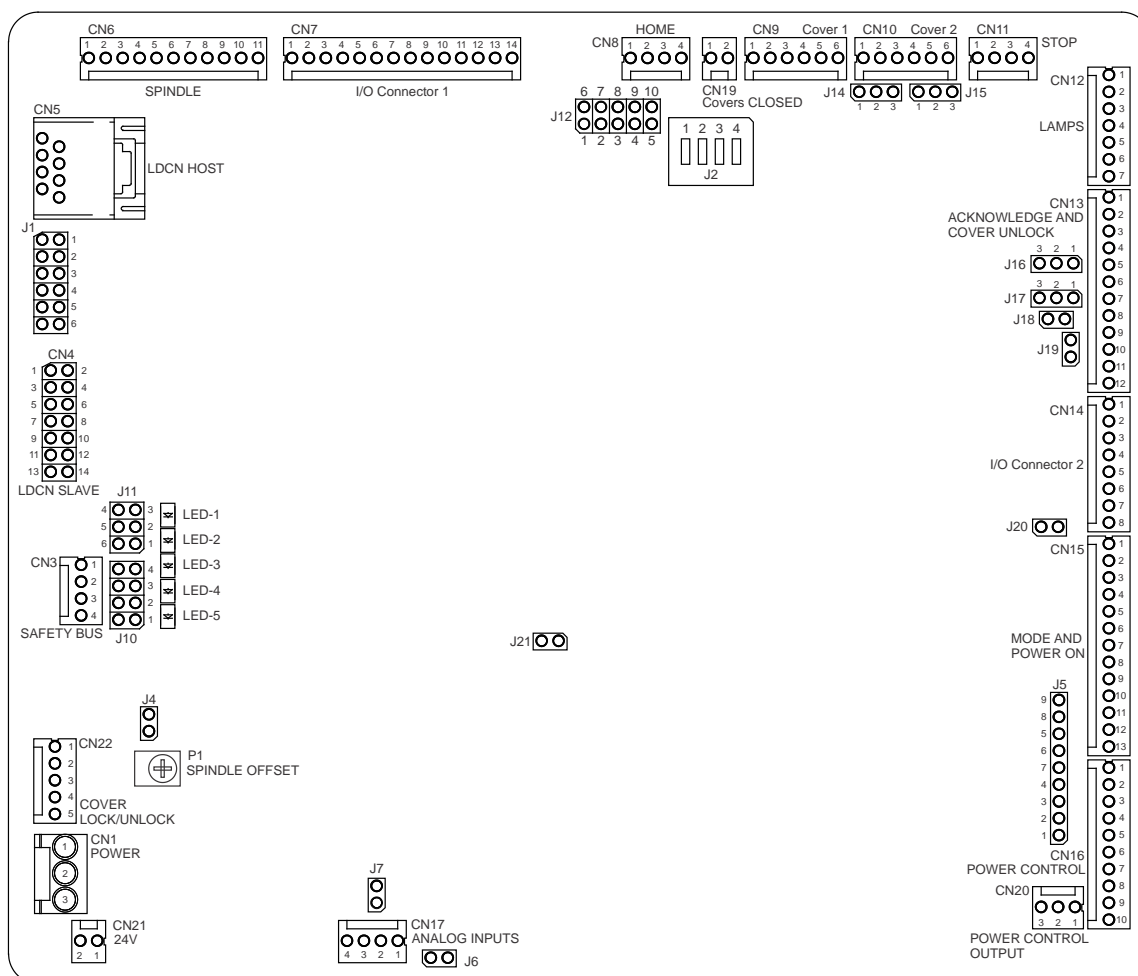 CN6
1 2 3 4 5 6 7 8 9 10 11
SPINDLE
CN7
1 2 3 4 5 6 7 8 9 10 11 12 13 14
I/O Connector 1
HOME
CN8
1 2 3 4
1 2
CN19
Covers CLOSED
CN9 Cover 1
1 2 3 4 5 6
CN10 Cover 2
1 2 3 4 5 6
CN11
1 2 3 4
STOP
J14
1 2 3
J15
1 2 3
J12
6 7 8 9 10
1 2 3 4 5
1 2 3 4
J2
CN12
LAMPS
1
2
3
4
5
6
7
CN5
LDCN HOST
J1
1
2
3
4
5
6
CN13
ACKNOWLEDGE AND
COVER UNLOCK
1
2
3
4
5
6
7
8
9
10
11
12
3 2 1
J16
3 2 1
J17
J18
J19
CN4
1 2
3 4
5 6
7 8
9 10
11 12
13 14
LDCN SLAVE
CN14
I/O Connector 2
1
2
3
4
5
6
7
8
J20
J11
4 3
5 2
6 1
LED-1
LED-2
LED-3
LED-4
LED-5
CN3
1
2
3
4
SAFETY BUS
4
3
2
1
J10
CN15
MODE AND
POWER ON
1
2
3
4
5
6
7
8
9
10
11
12
13
J21
J5
9
8
5
6
7
4
3
2
1
J4
P1
SPINDLE OFFSET
CN22
1
2
3
4
5
COVER
LOCK/UNLOCK
CN1
POWER
1
2
3
CN16
POWER CONTROL
1
2
3
4
5
6
7
8
9
10
CN20
3 2 1
POWER CONTROL
OUTPUT
CN21
24V
2 1
J7
CN17
ANALOG INPUTS
4 3 2 1
J6